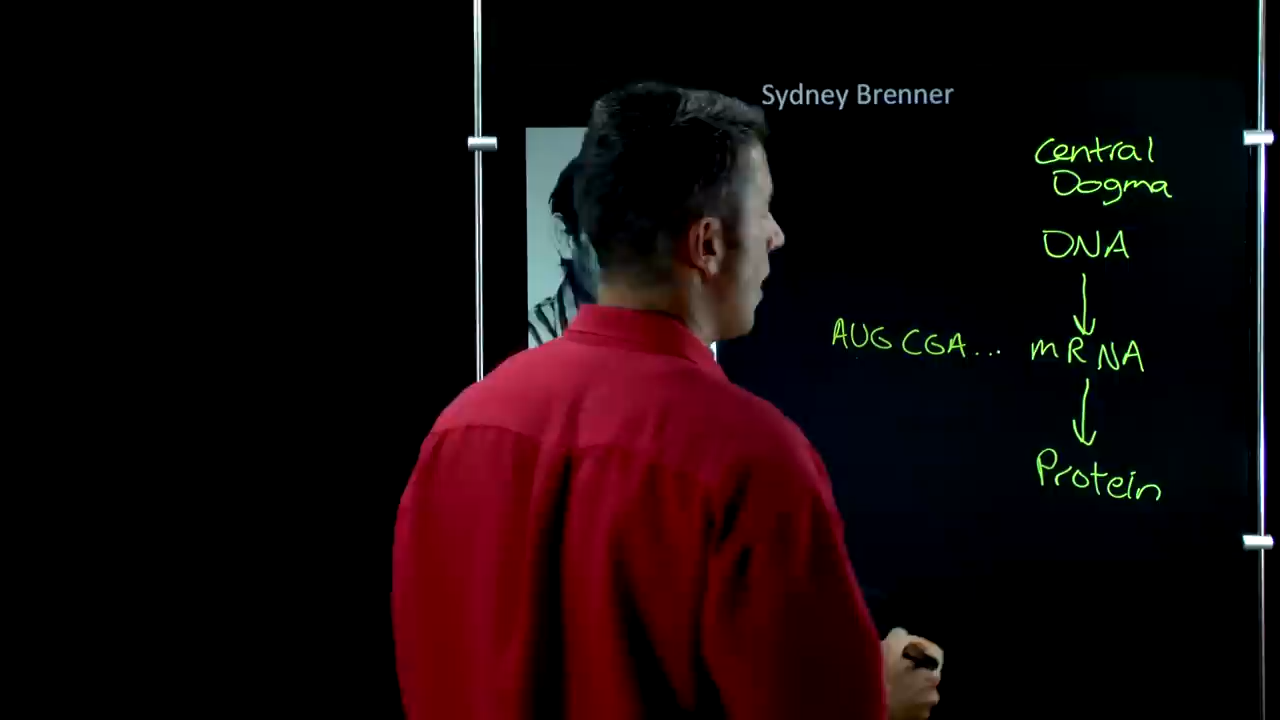 Sydney Brenner
Central
Dogma
DNA
AUG CGA... mRNA
Protein